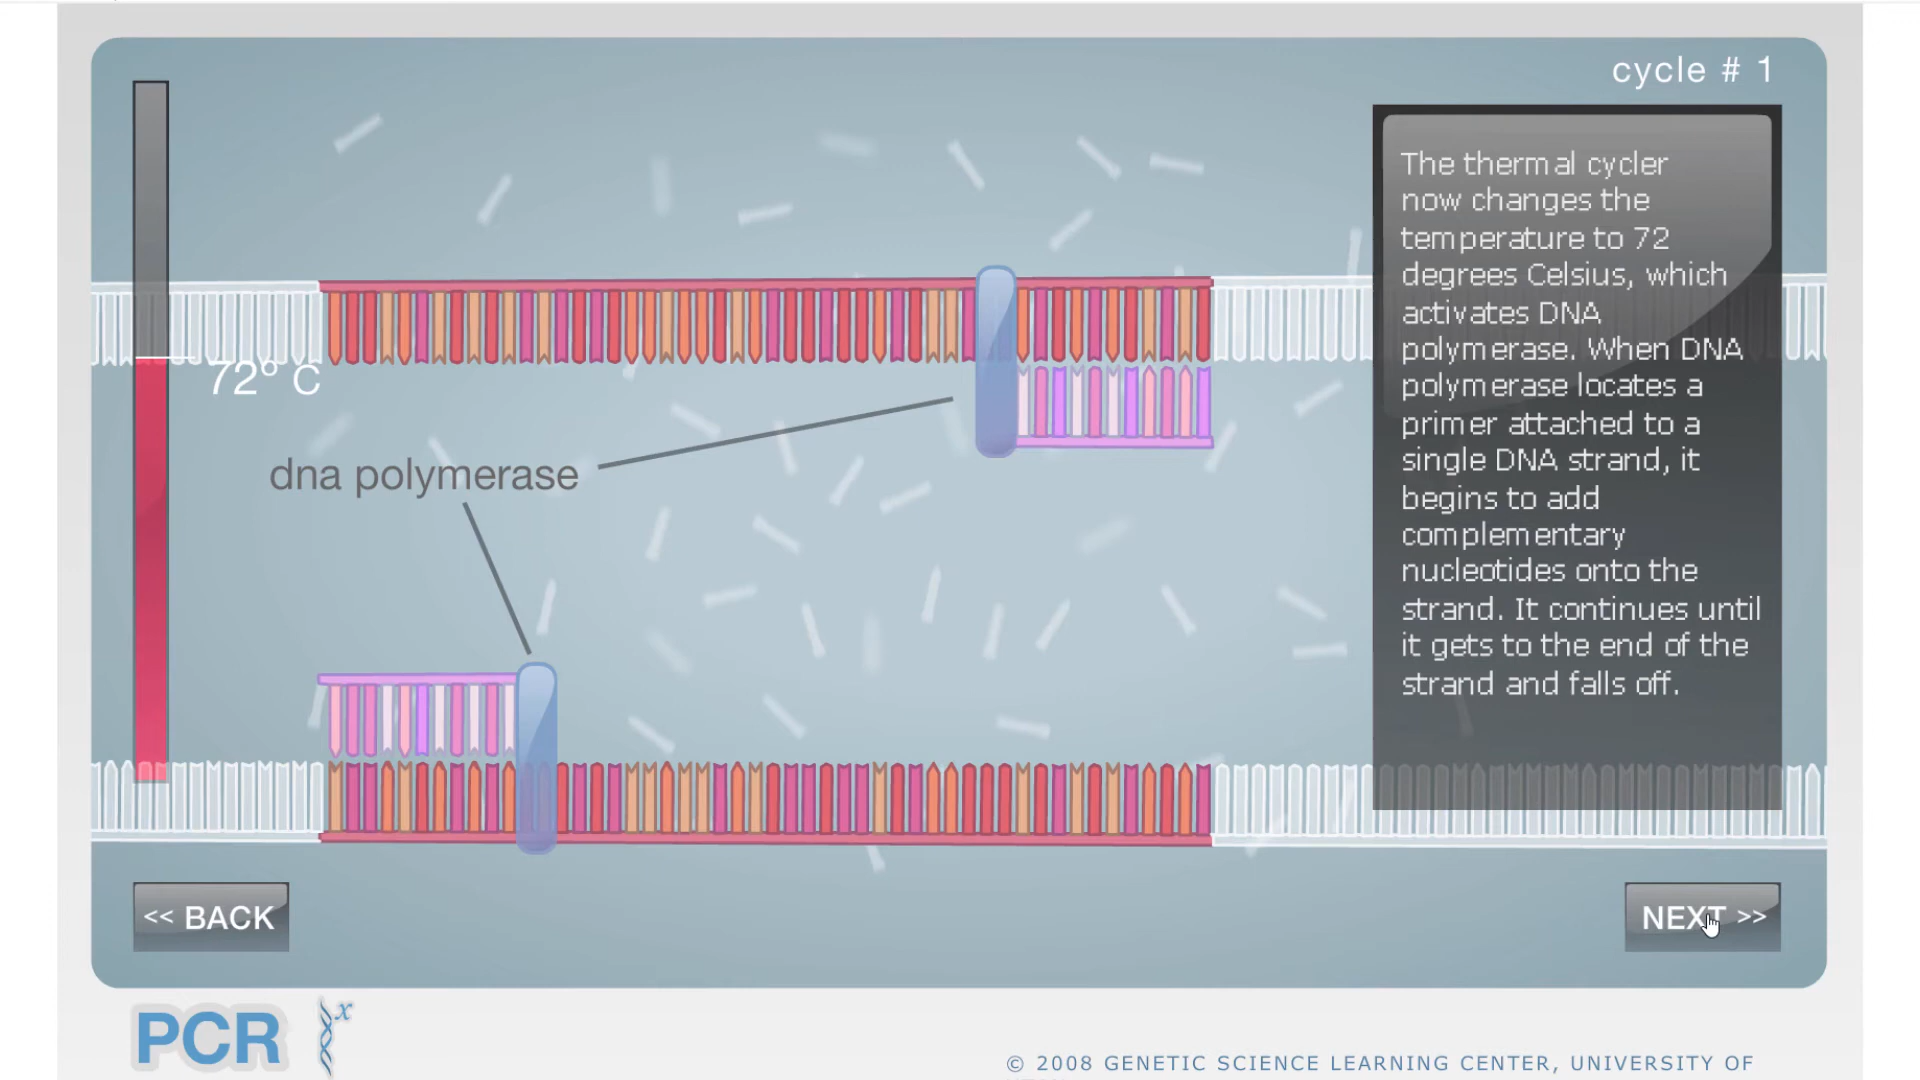 cycle # 1
The thermal cycler
now changes the
temperature to 72
degrees Celsius, which
activates DNA
polymerase. When DNA
polymerase locates a
primer attached to a
single DNA strand, it
begins to add
complementary
nucleotides onto the
strand. It continues until
it gets to the end of the
strand and falls off.
72º C
dna polymerase
<< BACK
NEXT >>
PCR x
© 2008 GENETIC SCIENCE LEARNING CENTER, UNIVERSITY OF